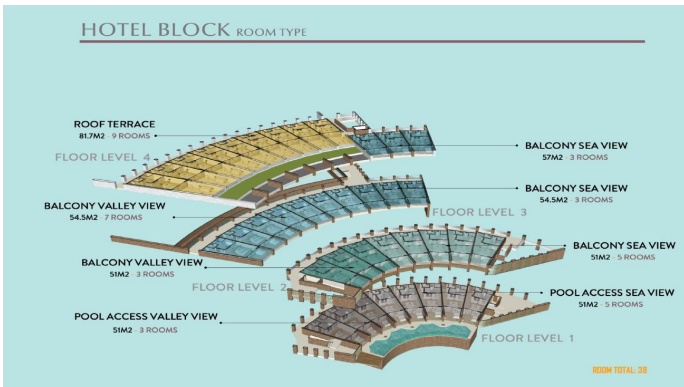 HOTEL BLOCK ROOM TYPE
ROOF TERRACE
81.7M2 - 9 ROOMS
FLOOR LEVEL 4
BALCONY SEA VIEW
57M2 - 3 ROOMS
BALCONY SEA VIEW
54.5M2 - 3 ROOMS
BALCONY VALLEY VIEW
54.5M2 - 7 ROOMS
FLOOR LEVEL 3
BALCONY SEA VIEW
51M2 - 5 ROOMS
BALCONY VALLEY VIEW
51M2 - 3 ROOMS
FLOOR LEVEL 2
POOL ACCESS SEA VIEW
51M2 - 5 ROOMS
POOL ACCESS VALLEY VIEW
51M2 - 3 ROOMS
FLOOR LEVEL 1
ROOM TOTAL: 38